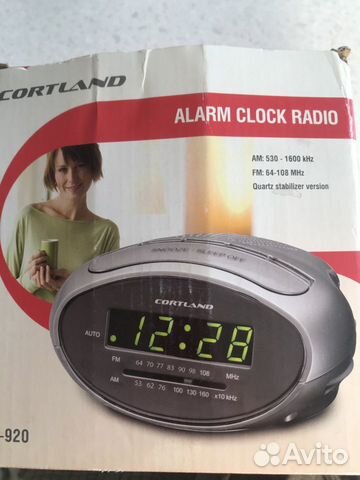 CORTLAND
ALARM CLOCK RADIO
AM: 530 - 1600 kHz
FM: 64-108 MHz
Quartz stabilizer version
SNOOZE / SLEEP OFF
CORTLAND
AUTO
.12:28
FM 64 70 77 83 90 98 108 MHz
AM 53 62 76 100 130 160 x10 kHz
-920
Avito